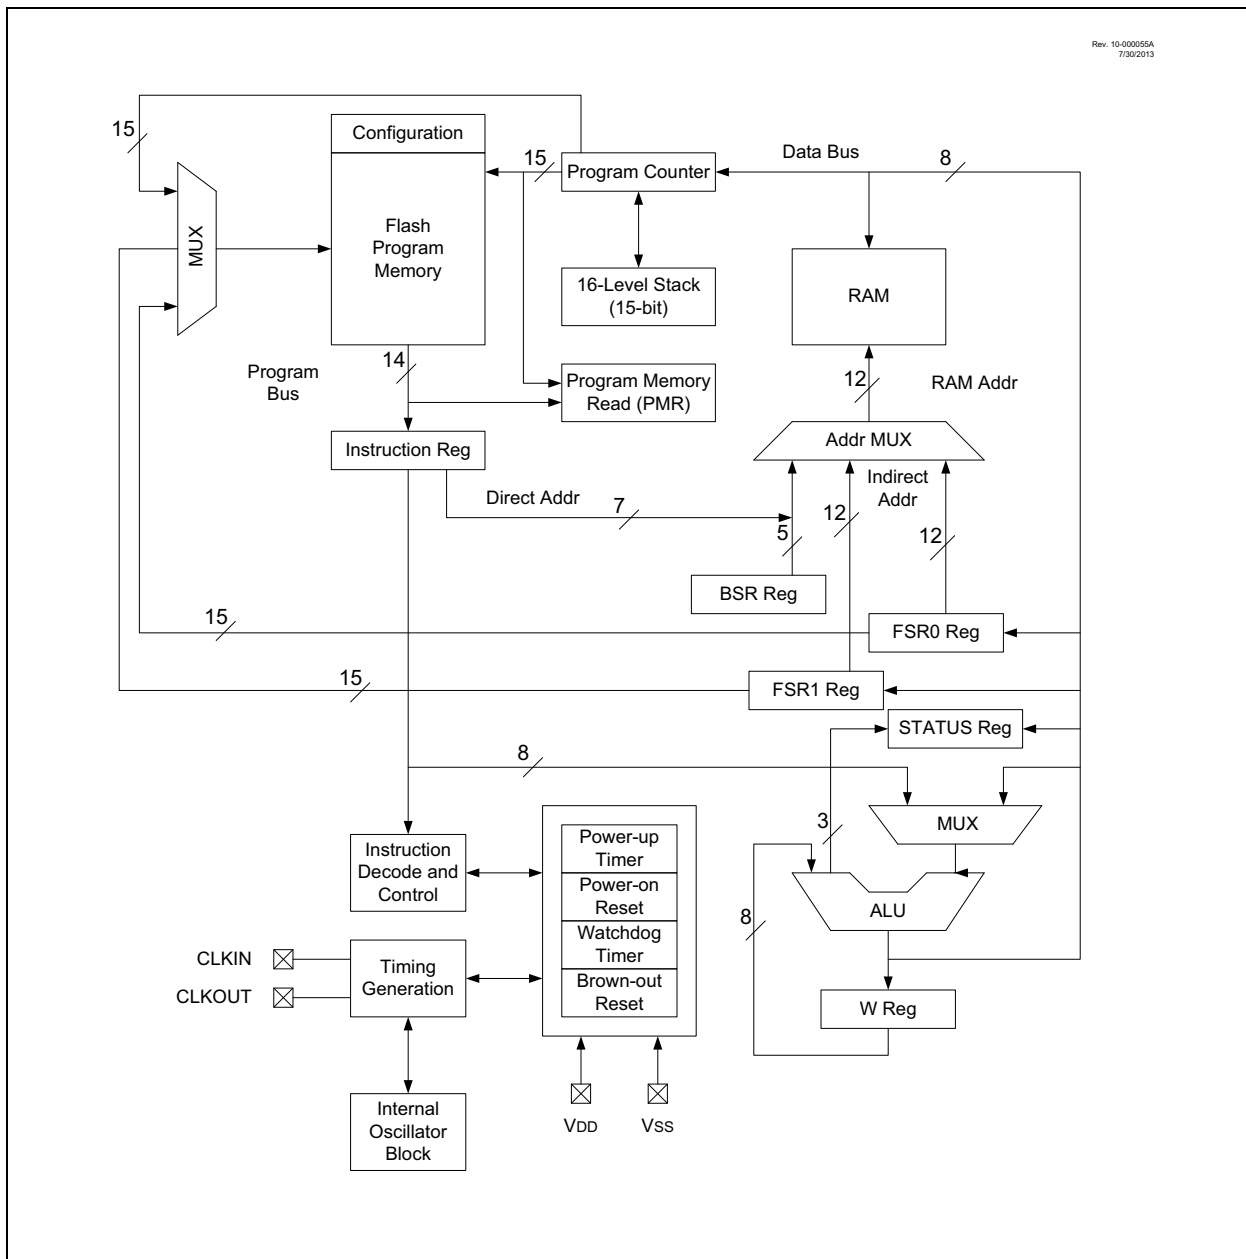 Rev. 10-000055A
7/30/2013
15
Configuration
15
Program Counter
Data Bus
8
MUX
Flash
Program
Memory
16-Level Stack
(15-bit)
RAM
14
Program
Bus
Program Memory
Read (PMR)
12
RAM Addr
Instruction Reg
Addr MUX
Indirect
Addr
Direct Addr
7
5
12
12
BSR Reg
15
FSR0 Reg
15
FSR1 Reg
STATUS Reg
8
3
MUX
Instruction
Decode and
Control
Power-up
Timer
Power-on
Reset
Watchdog
Timer
Brown-out
Reset
8
ALU
CLKIN
CLKOUT
Timing
Generation
W Reg
Internal
Oscillator
Block
VDD
VSS